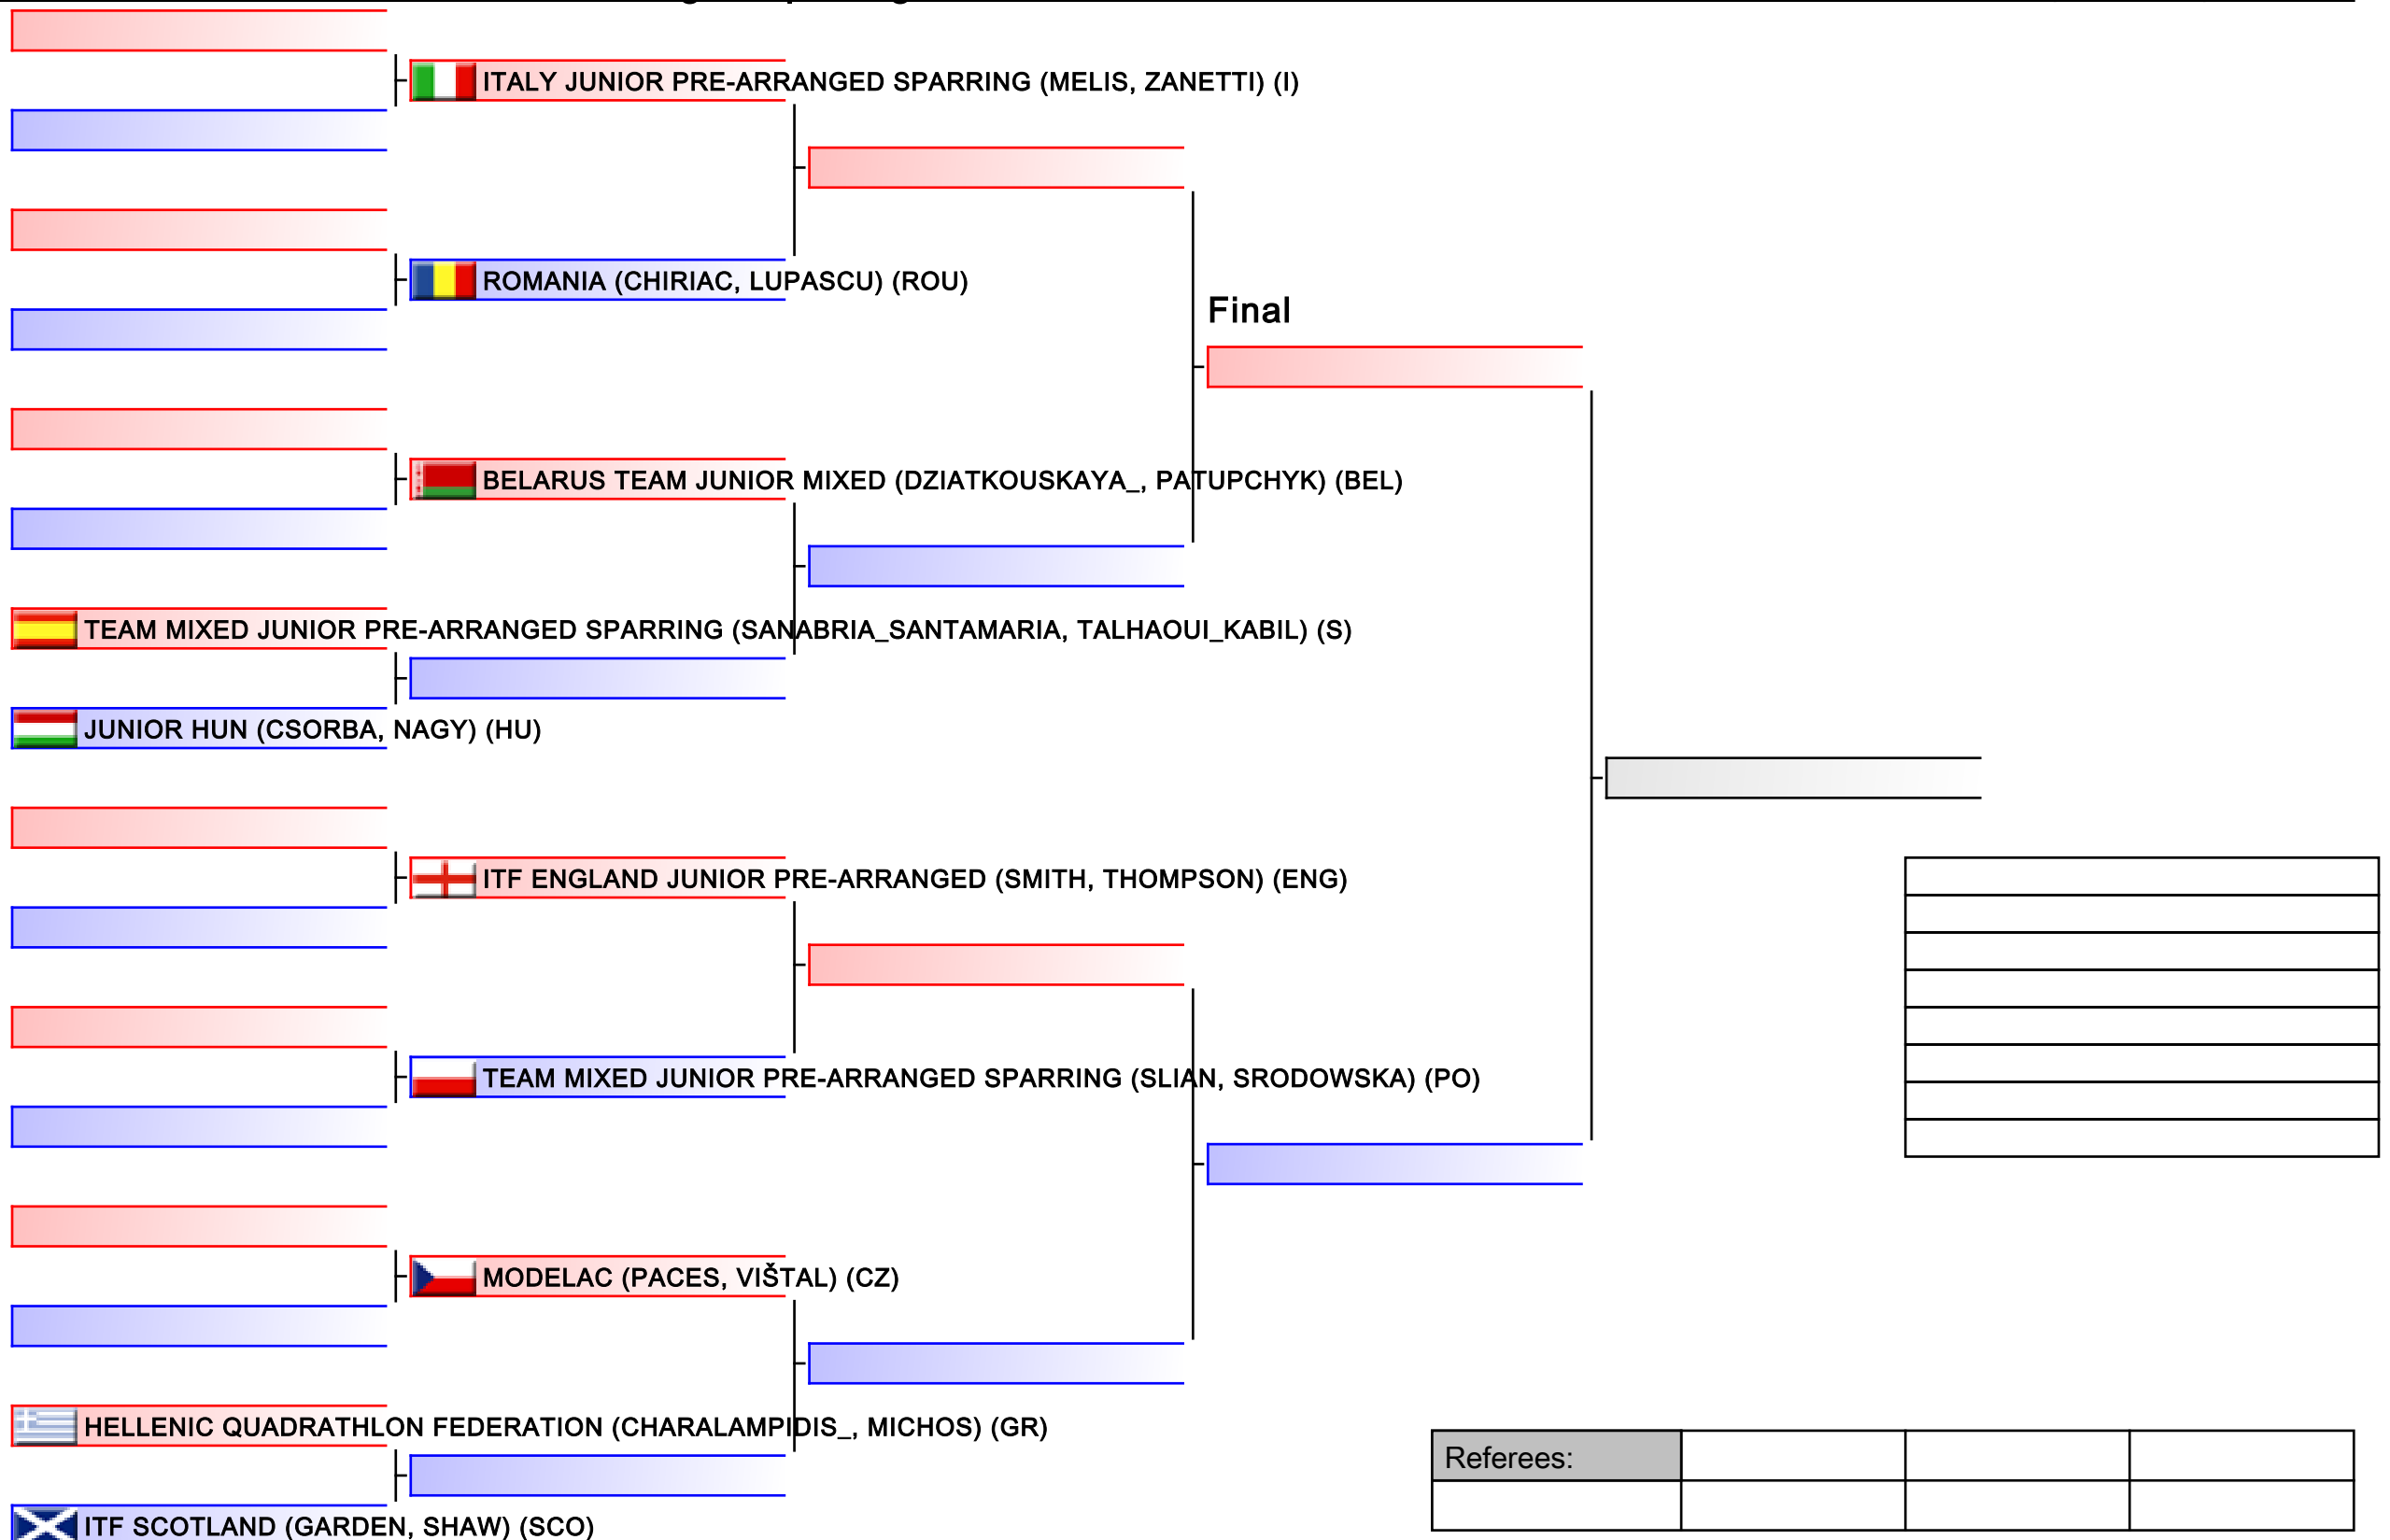 ITALY JUNIOR PRE-ARRANGED SPARRING (MELIS, ZANETTI) (I)
ROMANIA (CHIRIAC, LUPASCU) (ROU)
Final
BELARUS TEAM JUNIOR MIXED (DZIATKOUSKAYA_, PATUPCHYK) (BEL)
TEAM MIXED JUNIOR PRE-ARRANGED SPARRING (SANABRIA_SANTAMARIA, TALHAOUI_KABIL) (S)
JUNIOR HUN (CSORBA, NAGY) (HU)
ITF ENGLAND JUNIOR PRE-ARRANGED (SMITH, THOMPSON) (ENG)
TEAM MIXED JUNIOR PRE-ARRANGED SPARRING (SLIAN, SRODOWSKA) (PO)
MODELAC (PACES, VIŠTAL) (CZ)
HELLENIC QUADRATHLON FEDERATION (CHARALAMPIDIS_, MICHOS) (GR)
Referees:
ITF SCOTLAND (GARDEN, SHAW) (SCO)